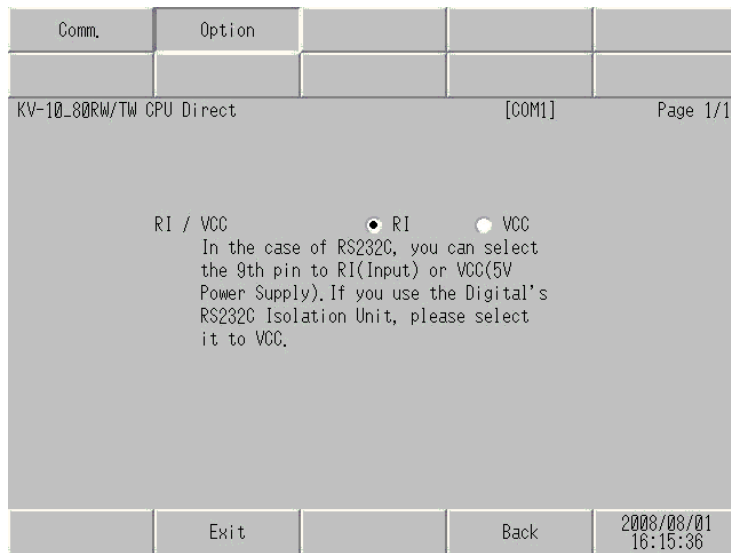 Comm. Option
KV-10_80RW/TW CPU Direct [COM1] Page 1/1
RI / VCC RI VCC
In the case of RS232C, you can select
the 9th pin to RI(Input) or VCC(5V
Power Suply).If you use the Digital's
RS232C Isolation Unit, please select
it to VCC.
Exit Back 2008/08/01
16:15:36